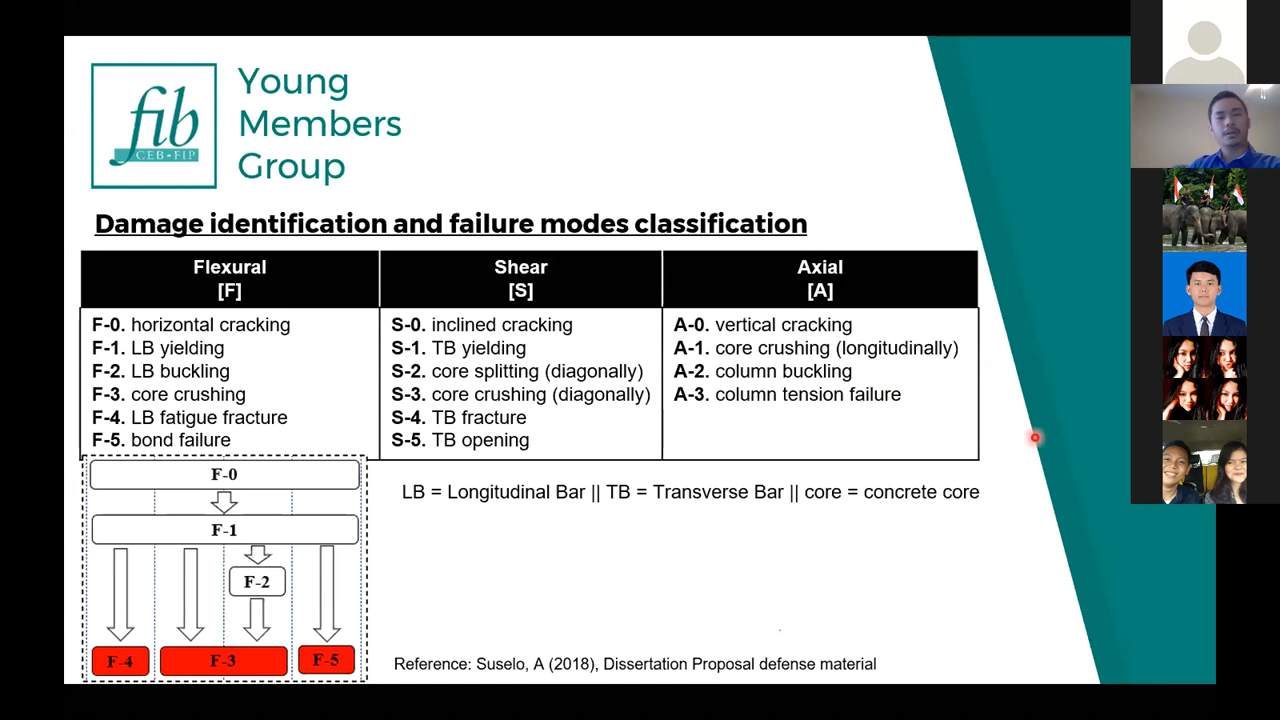 fib
CEB-FIP
Young
Members
Group
Damage identification and failure modes classification
Flexural
[F]
Shear
[S]
Axial
[A]
F-0. horizontal cracking
F-1. LB yielding
F-2. LB buckling
F-3. core crushing
F-4. LB fatigue fracture
F-5. bond failure
S-0. inclined cracking
S-1. TB yielding
S-2. core splitting (diagonally)
S-3. core crushing (diagonally)
S-4. TB fracture
S-5. TB opening
A-0. vertical cracking
A-1. core crushing (longitudinally)
A-2. column buckling
A-3. column tension failure
LB = Longitudinal Bar || TB = Transverse Bar || core = concrete core
F-0
F-1
F-2
F-4
F-3
F-5
Reference: Suselo, A (2018), Dissertation Proposal defense material